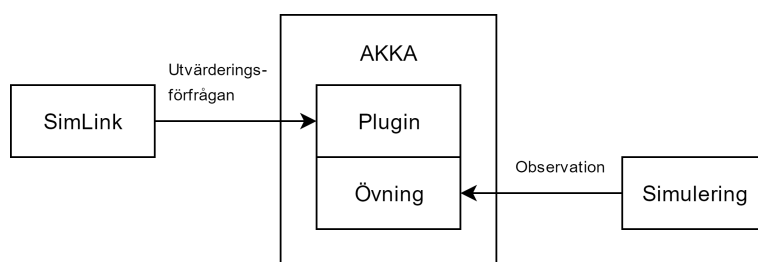 AKKA
Utvärderings-
förfrågan
SimLink
Plugin
Observation
Övning
Simulering